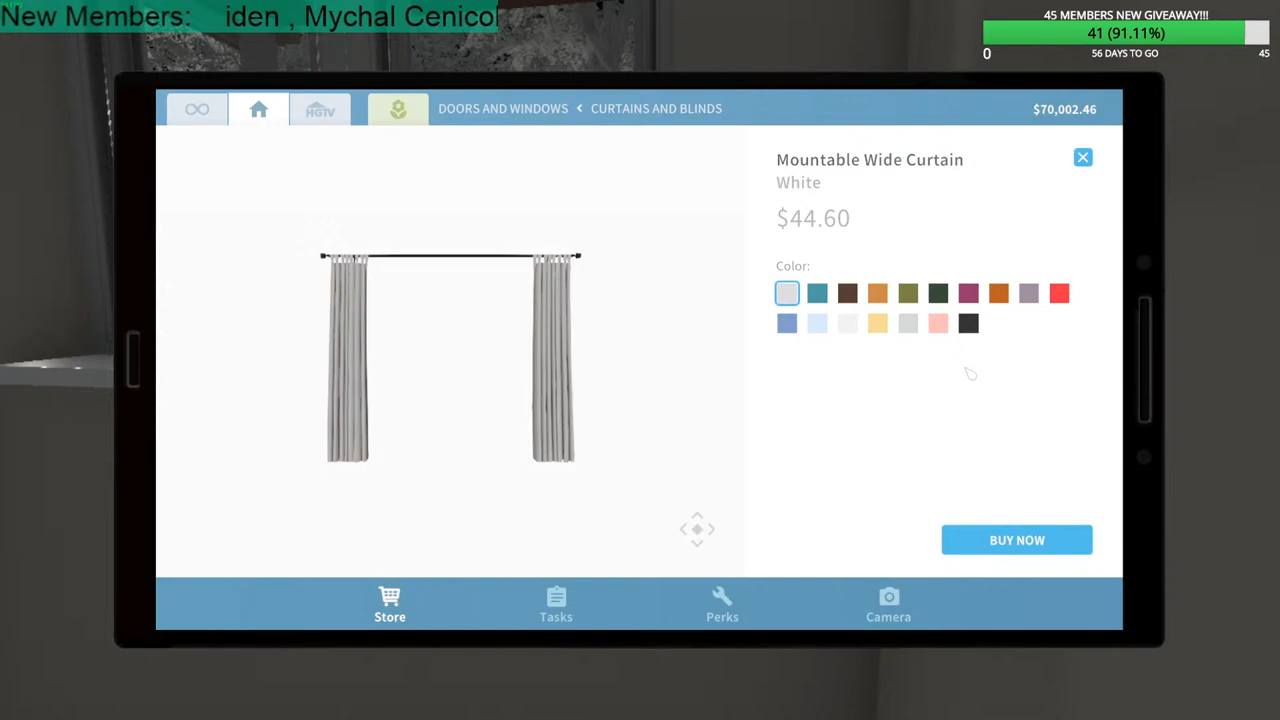 New Members: iden , Mychal Cenicol
45 MEMBERS NEW GIVEAWAY!!!
41 (91.11%)
0
56 DAYS TO GO
45
HGTV
DOORS AND WINDOWS < CURTAINS AND BLINDS
$70,002.46
Mountable Wide Curtain
White
$44.60
Color:
BUY NOW
Store
Tasks
Perks
Camera